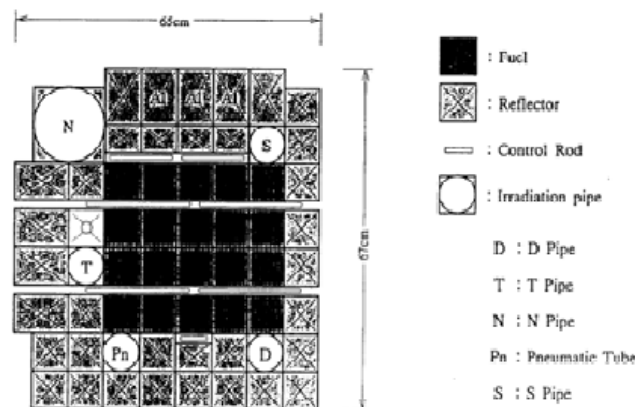 65cm
: Fuel
Al Al Al
: Reflector
N
S
: Control Rod
: Irradiation pipe
67cm
D : D Pipe
T
T : T Pipe
N : N Pipe
Pn
D
Pn : Pneumatic Tube
S : S Pipe